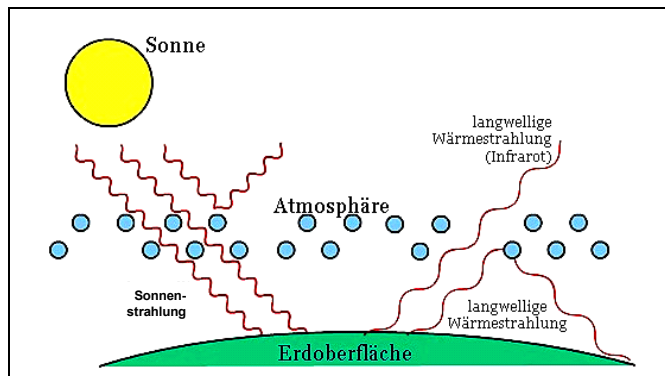 Sonne
langwellige
Wärmestrahlung
(Infrarot)
Atmosphäre
Sonnen-
strahlung
langwellige
Wärmestrahlung
Erdoberfläche